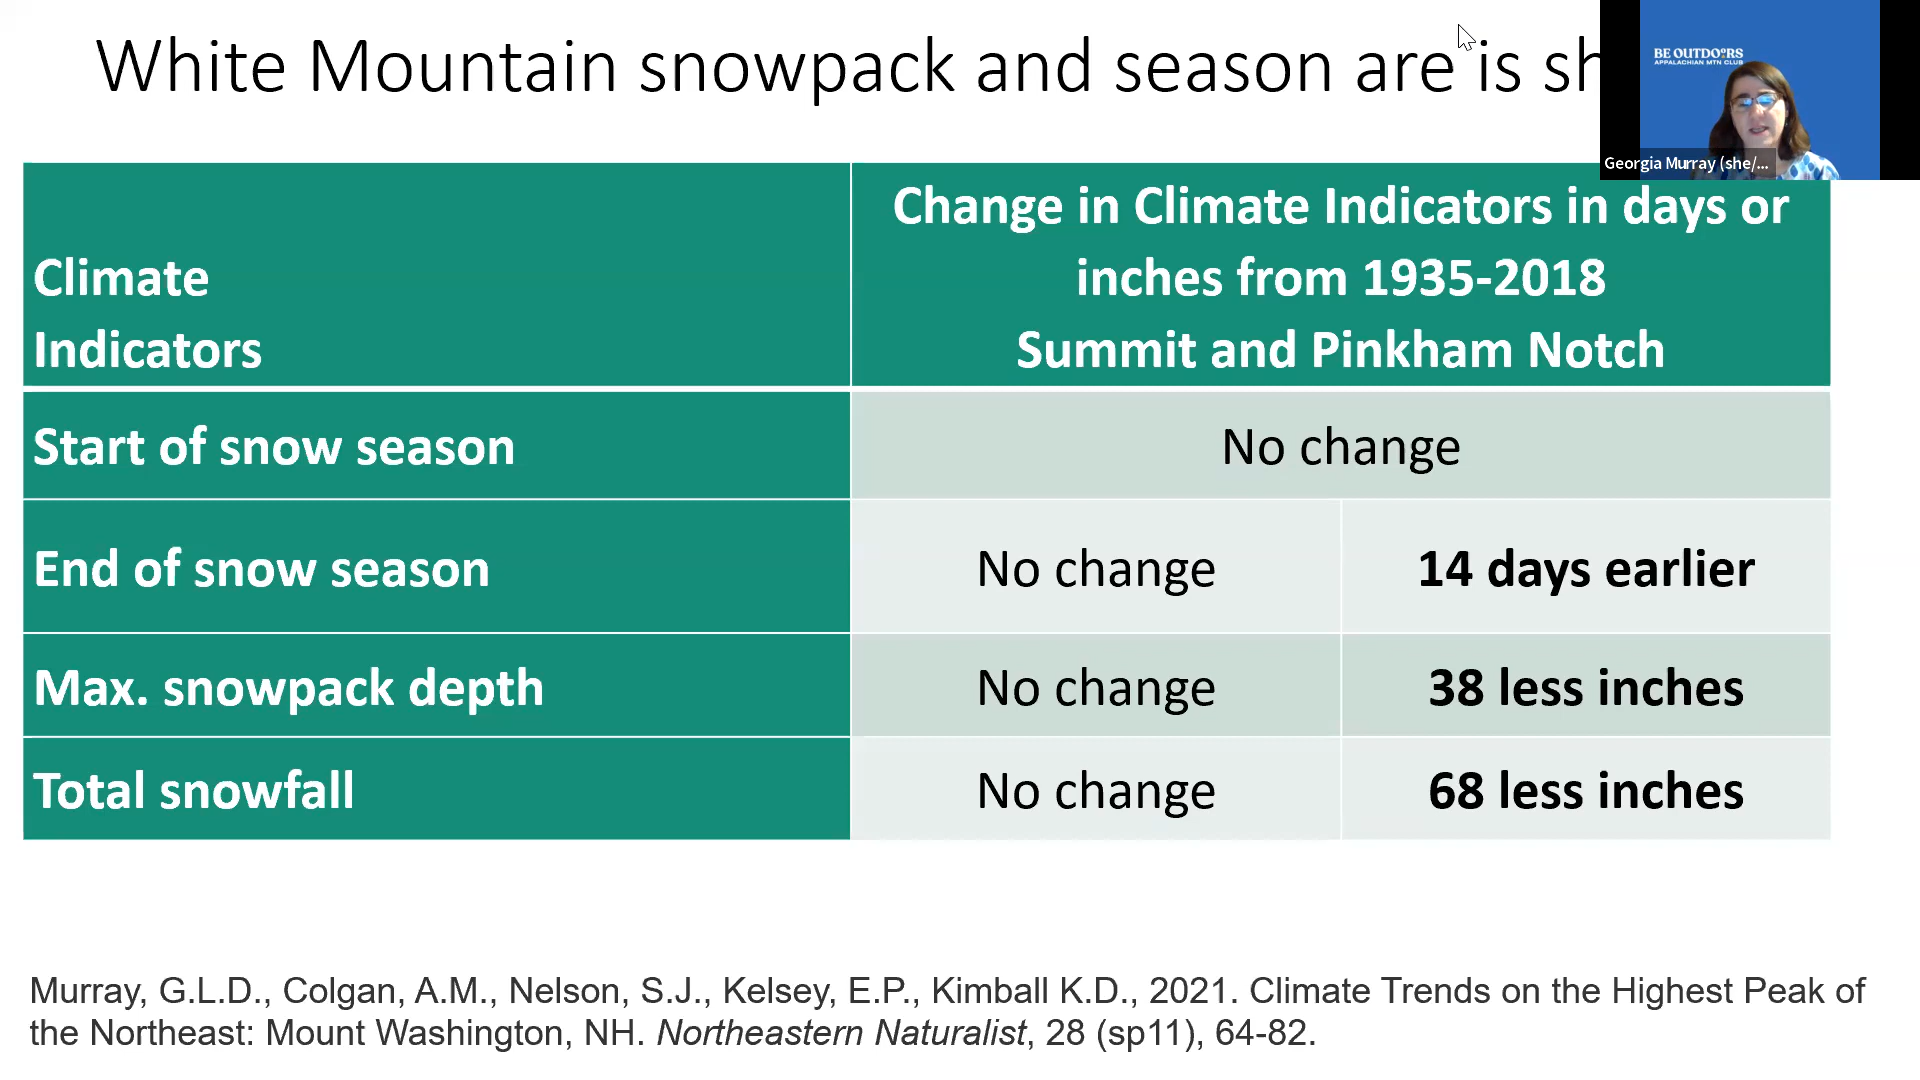 White Mountain snowpack and season are is sh
BE OUTDOORS
APPALACHIAN MTN CLUB
Georgia Murray (she/...
Climate
Indicators
Change in Climate Indicators in days or
inches from 1935-2018
Summit and Pinkham Notch
Start of snow season
No change
End of snow season
No change
14 days earlier
Max. snowpack depth
No change
38 less inches
Total snowfall
No change
68 less inches
Murray, G.L.D., Colgan, A.M., Nelson, S.J., Kelsey, E.P., Kimball K.D., 2021. Climate Trends on the Highest Peak of
the Northeast: Mount Washington, NH. Northeastern Naturalist, 28 (sp11), 64-82.